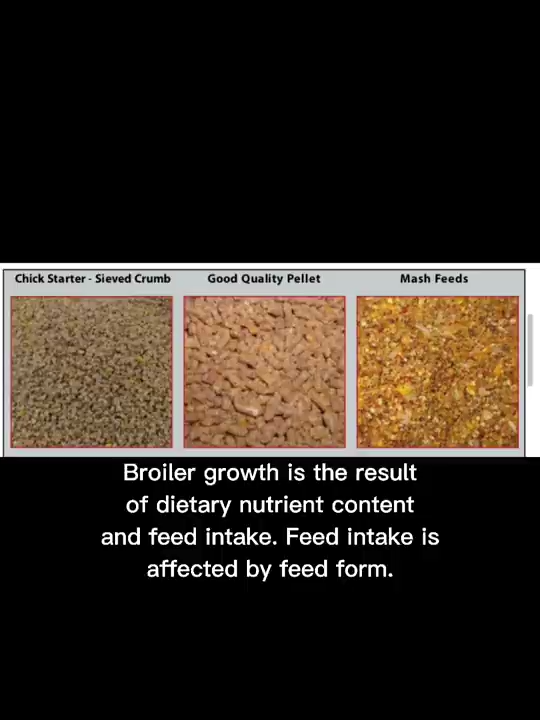 Chick Starter - Sieved Crumb
Good Quality Pellet
Mash Feeds
Broiler growth is the result
of dietary nutrient content
and feed intake. Feed intake is
affected by feed form.